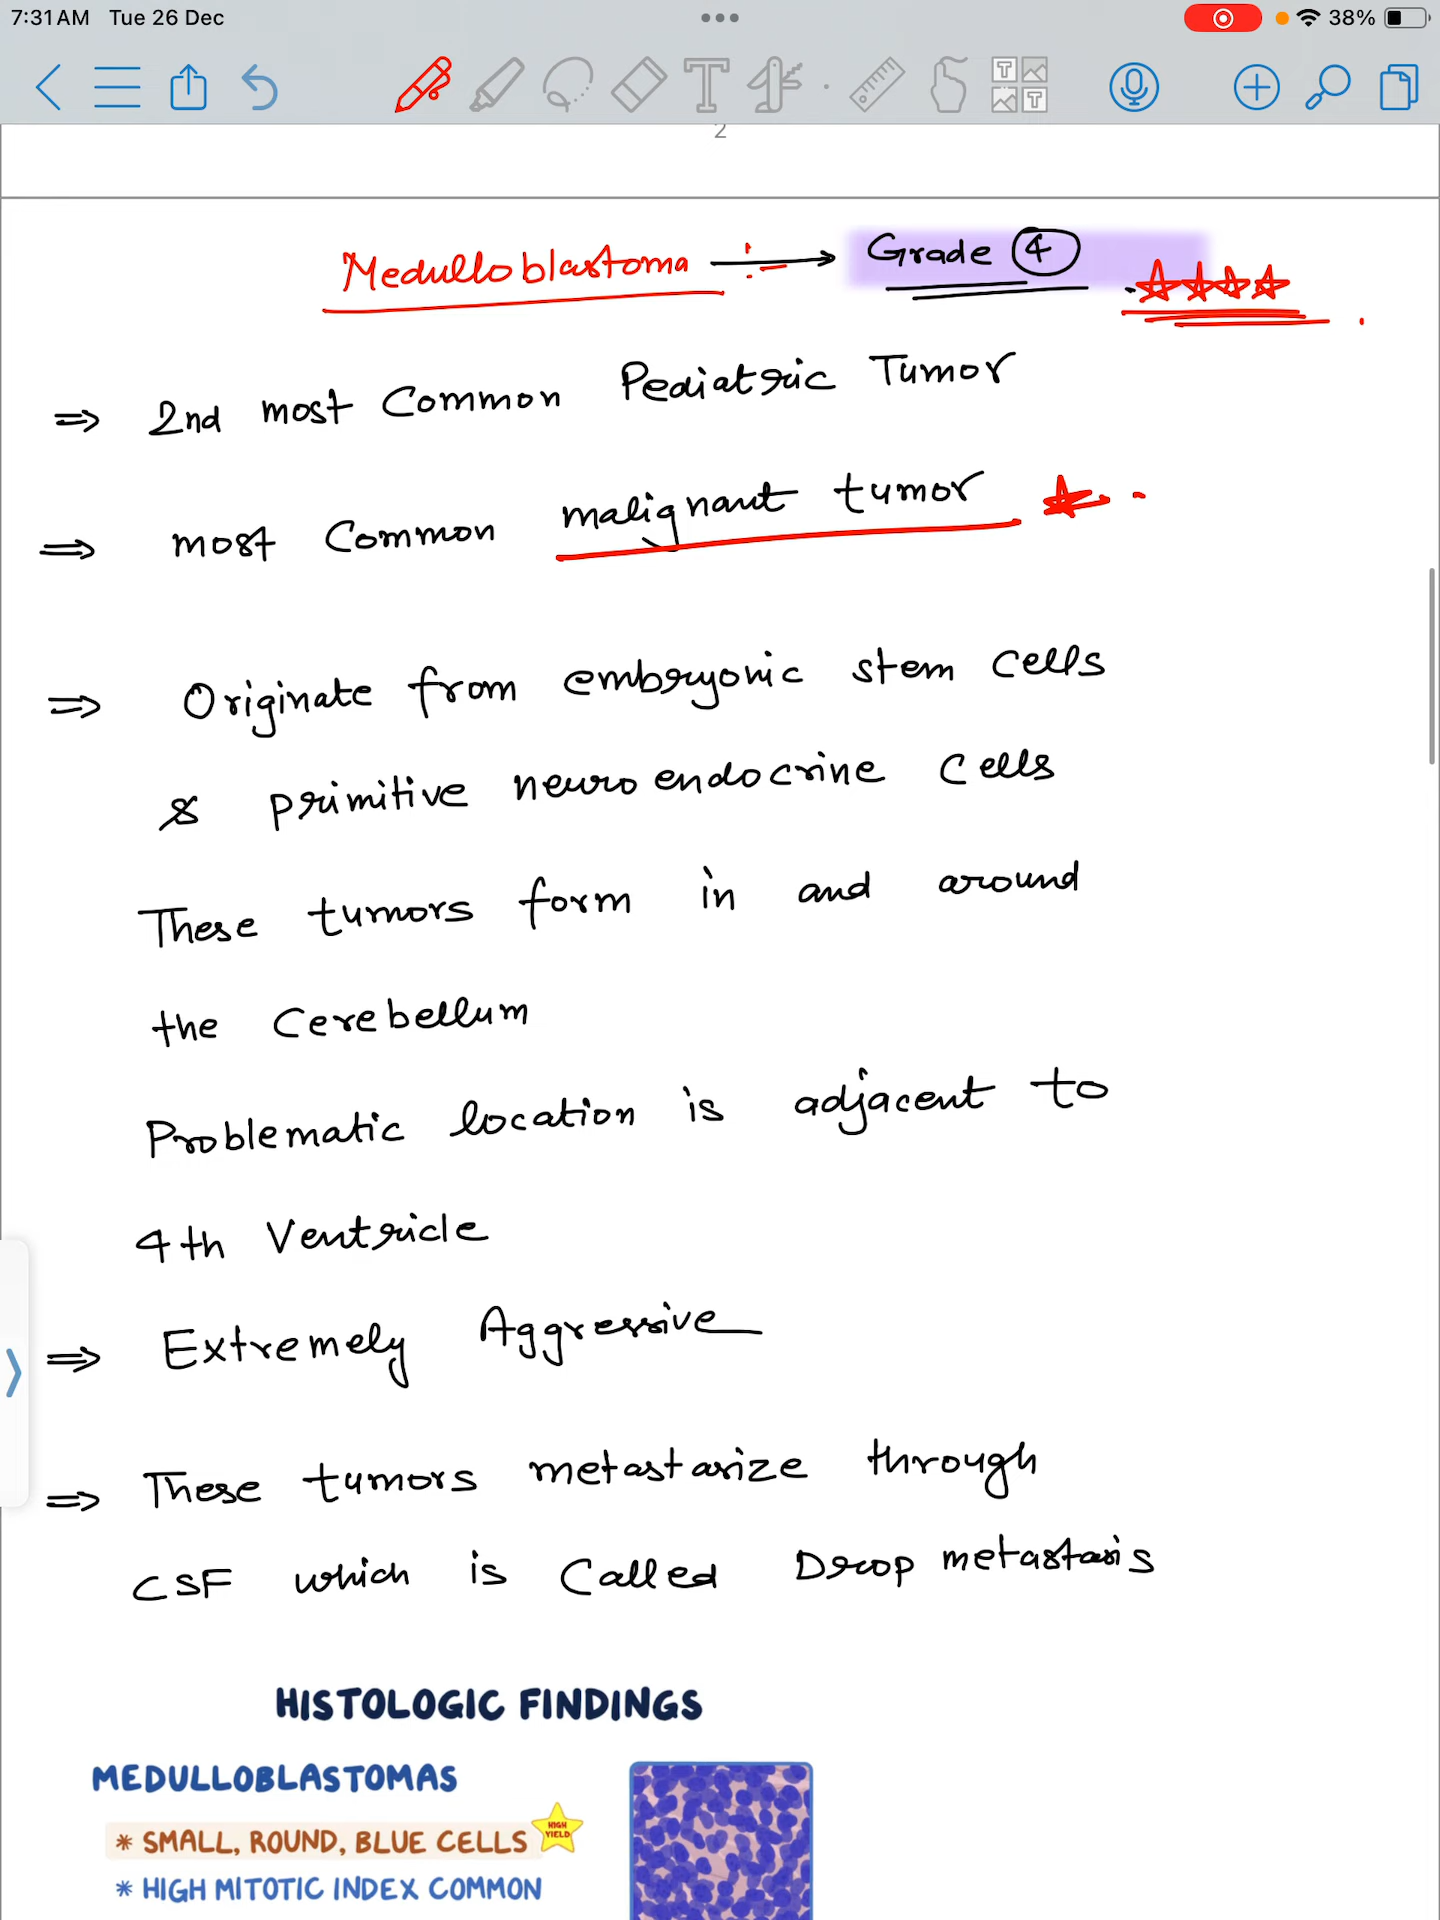 7:31 AM Tue 26 Dec
38%
2
Medulloblastoma :- → Grade 4
⇒ 2nd most Common Pediatric Tumor
⇒ most Common malignant tumor
⇒ Originate from embryonic stem cells
& primitive neuroendocrine cells
These tumors form in and around
the Cerebellum
Problematic location is adjacent to
4th Ventricle
⇒ Extremely Aggressive
⇒ These tumors metastasize through
CSF which is Called Drop metastasis
HISTOLOGIC FINDINGS
MEDULLOBLASTOMAS
* SMALL, ROUND, BLUE CELLS
HIGH YIELD
* HIGH MITOTIC INDEX COMMON